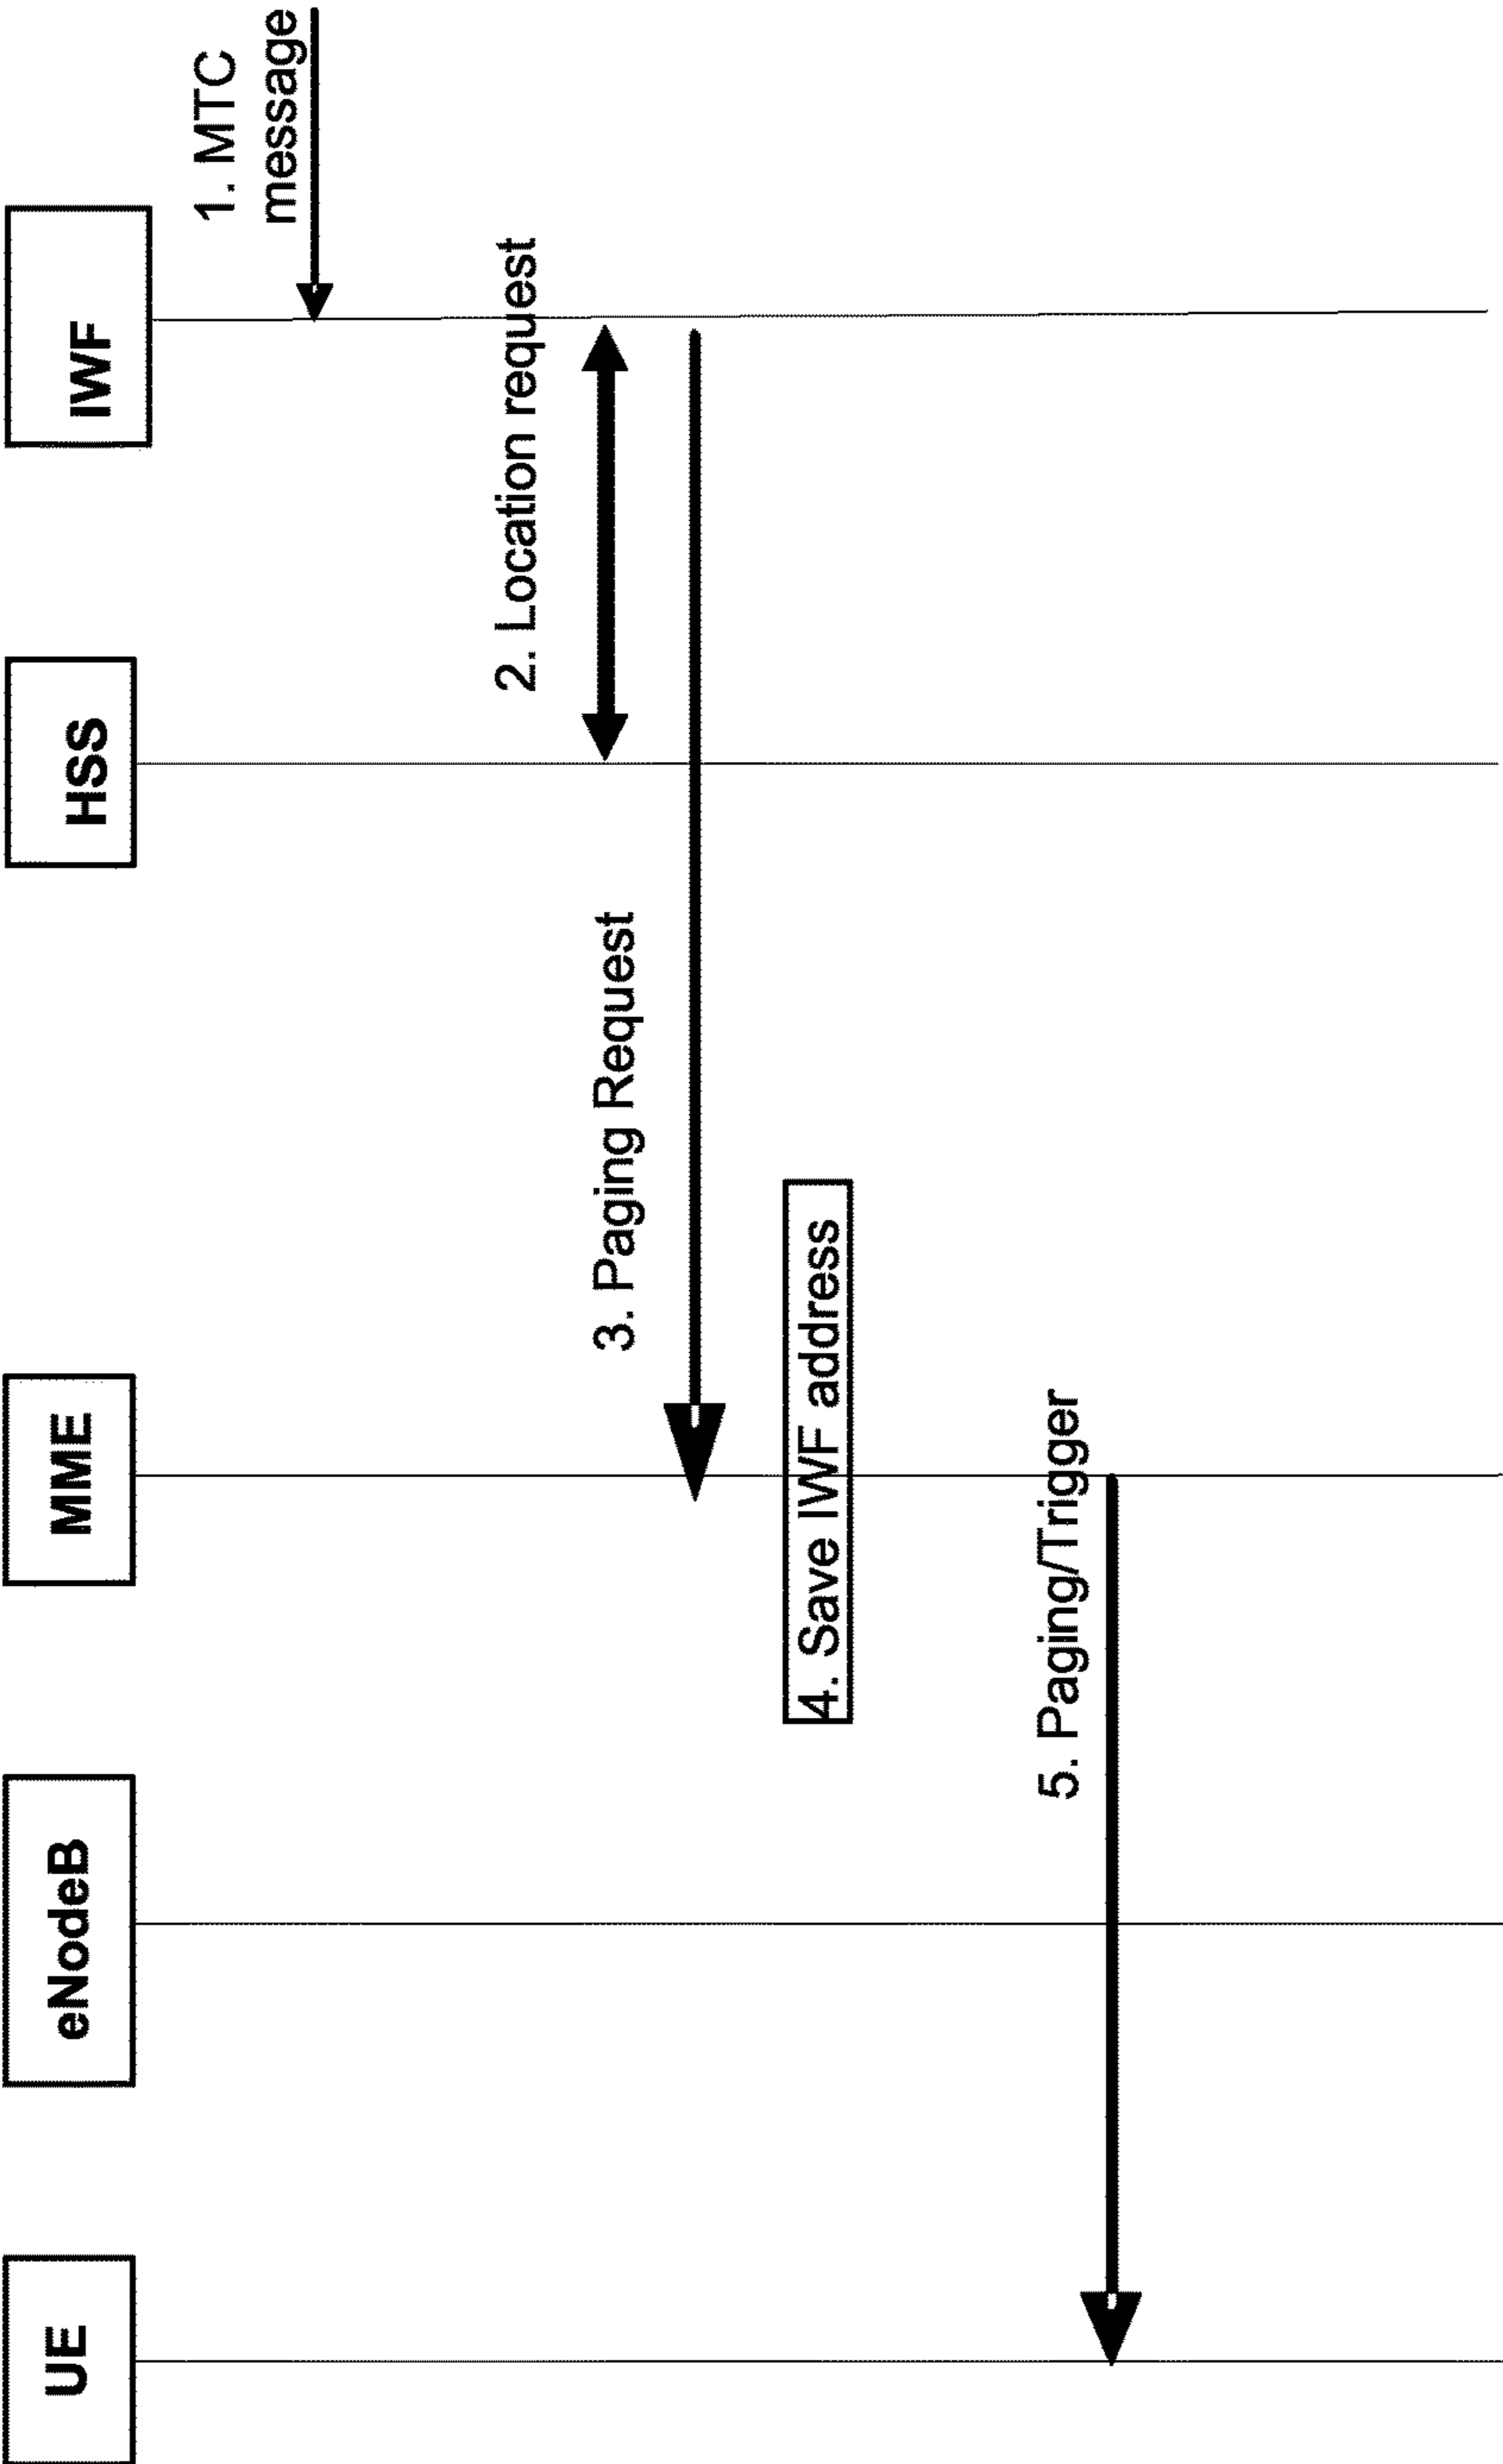 UE
eNodeB
MME
HSS
IWF
1. MTC
message
2. Location request
3. Paging Request
4. Save IWF address
5. Paging/Trigger